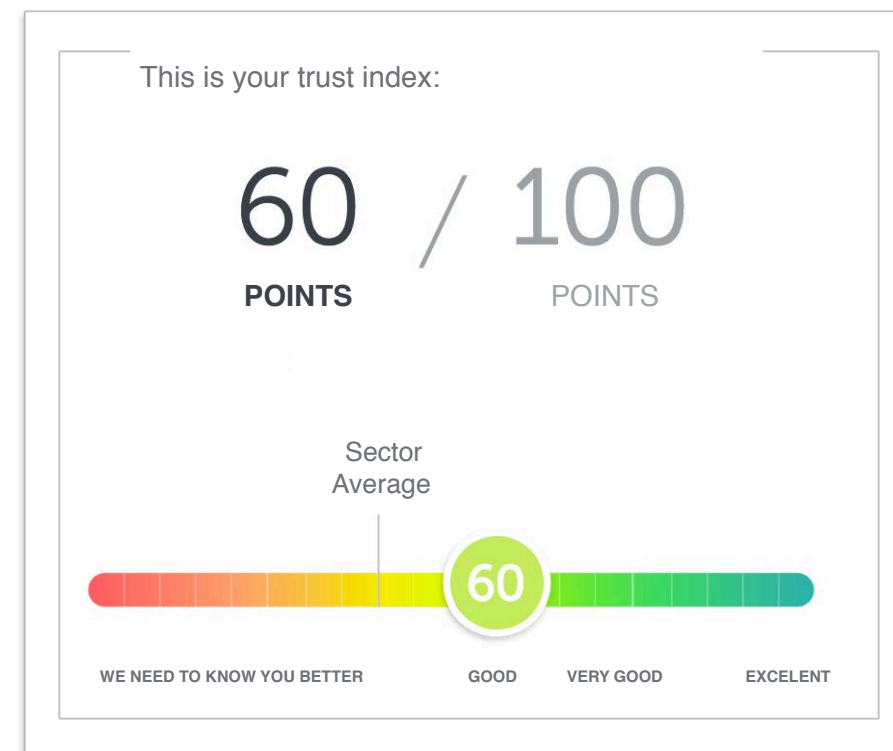 This is your trust index:
60 / 100
POINTS POINTS
Sector
Average
60
WE NEED TO KNOW YOU BETTER GOOD VERY GOOD EXCELENT